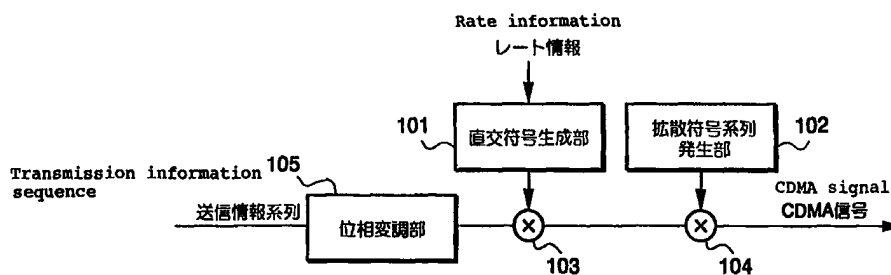 Rate information
レート情報
101
直交符号生成部
拡散符号系列
発生部
102
Transmission information
sequence
105
送信情報系列
位相変調部
103
104
CDMA signal
CDMA信号